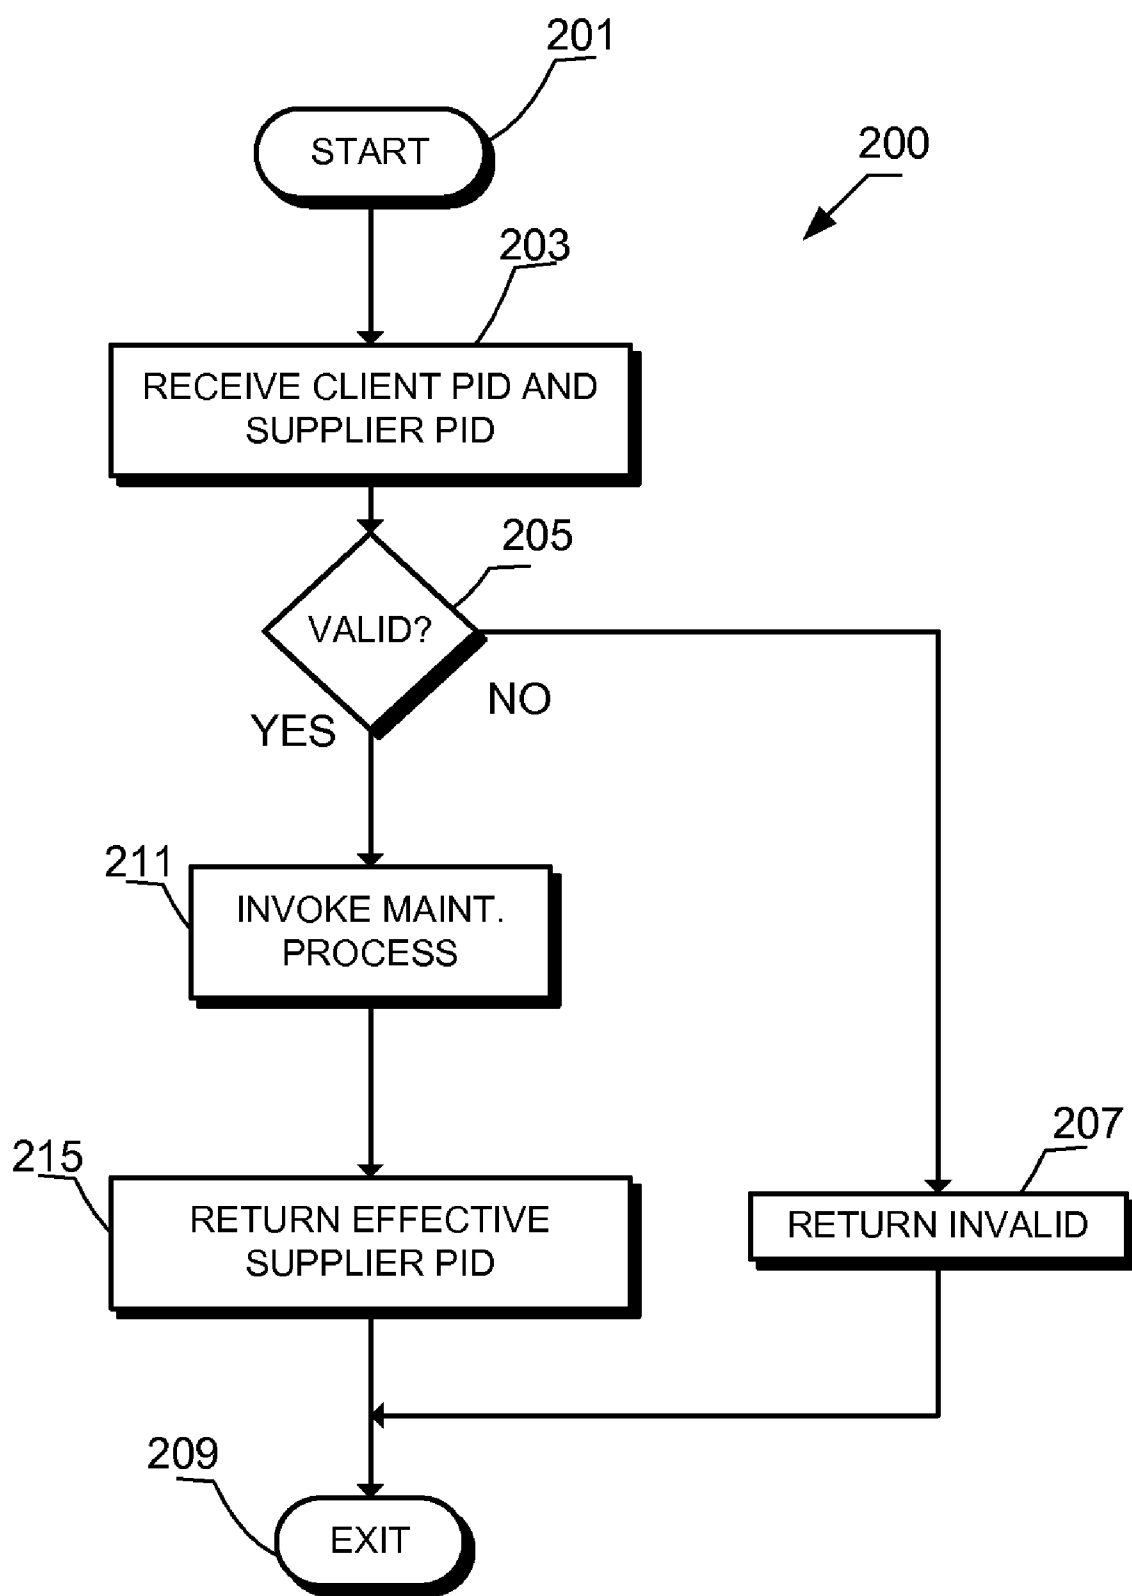 201
START
200
203
RECEIVE CLIENT PID AND
SUPPLIER PID
205
VALID?
NO
YES
211
INVOKE MAINT.
PROCESS
207
215
RETURN EFFECTIVE
SUPPLIER PID
RETURN INVALID
209
EXIT